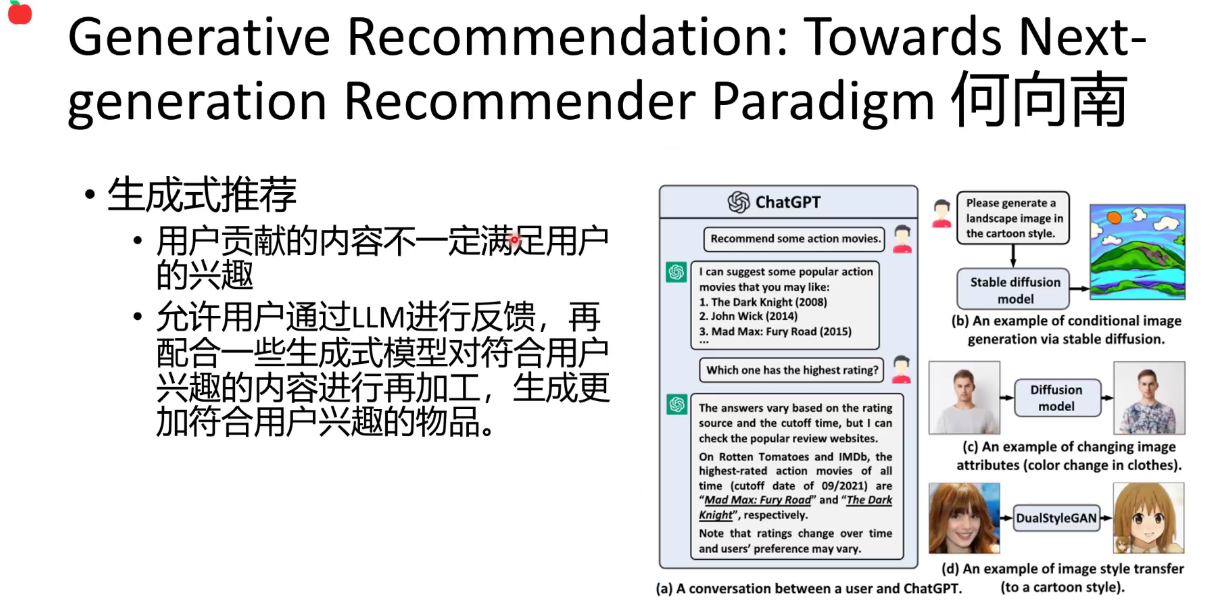 Generative Recommendation: Towards Next-
generation Recommender Paradigm 何向南
• 生成式推荐
• 用户贡献的内容不一定满足用户
的兴趣
• 允许用户通过LLM进行反馈，再
配合一些生成式模型对符合用户
兴趣的内容进行再加工，生成更
加符合用户兴趣的物品。
ChatGPT
Recommend some action movies.
I can suggest some popular action
movies that you may like:
1. The Dark Knight (2008)
2. John Wick (2014)
3. Mad Max: Fury Road (2015)
...
Which one has the highest rating?
The answers vary based on the rating
source and the cutoff time, but I can
check the popular review websites.
On Rotten Tomatoes and IMDb, the
highest-rated action movies of all
time (cutoff date of 09/2021) are
“Mad Max: Fury Road” and “The Dark
Knight”, respectively.
Note that ratings change over time
and users’ preference may vary.
(a) A conversation between a user and ChatGPT.
Please generate a
landscape image in
the cartoon style.
Stable diffusion
model
(b) An example of conditional image
generation via stable diffusion.
Diffusion
model
(c) An example of changing image
attributes (color change in clothes).
DualStyleGAN
(d) An example of image style transfer
(to a cartoon style).